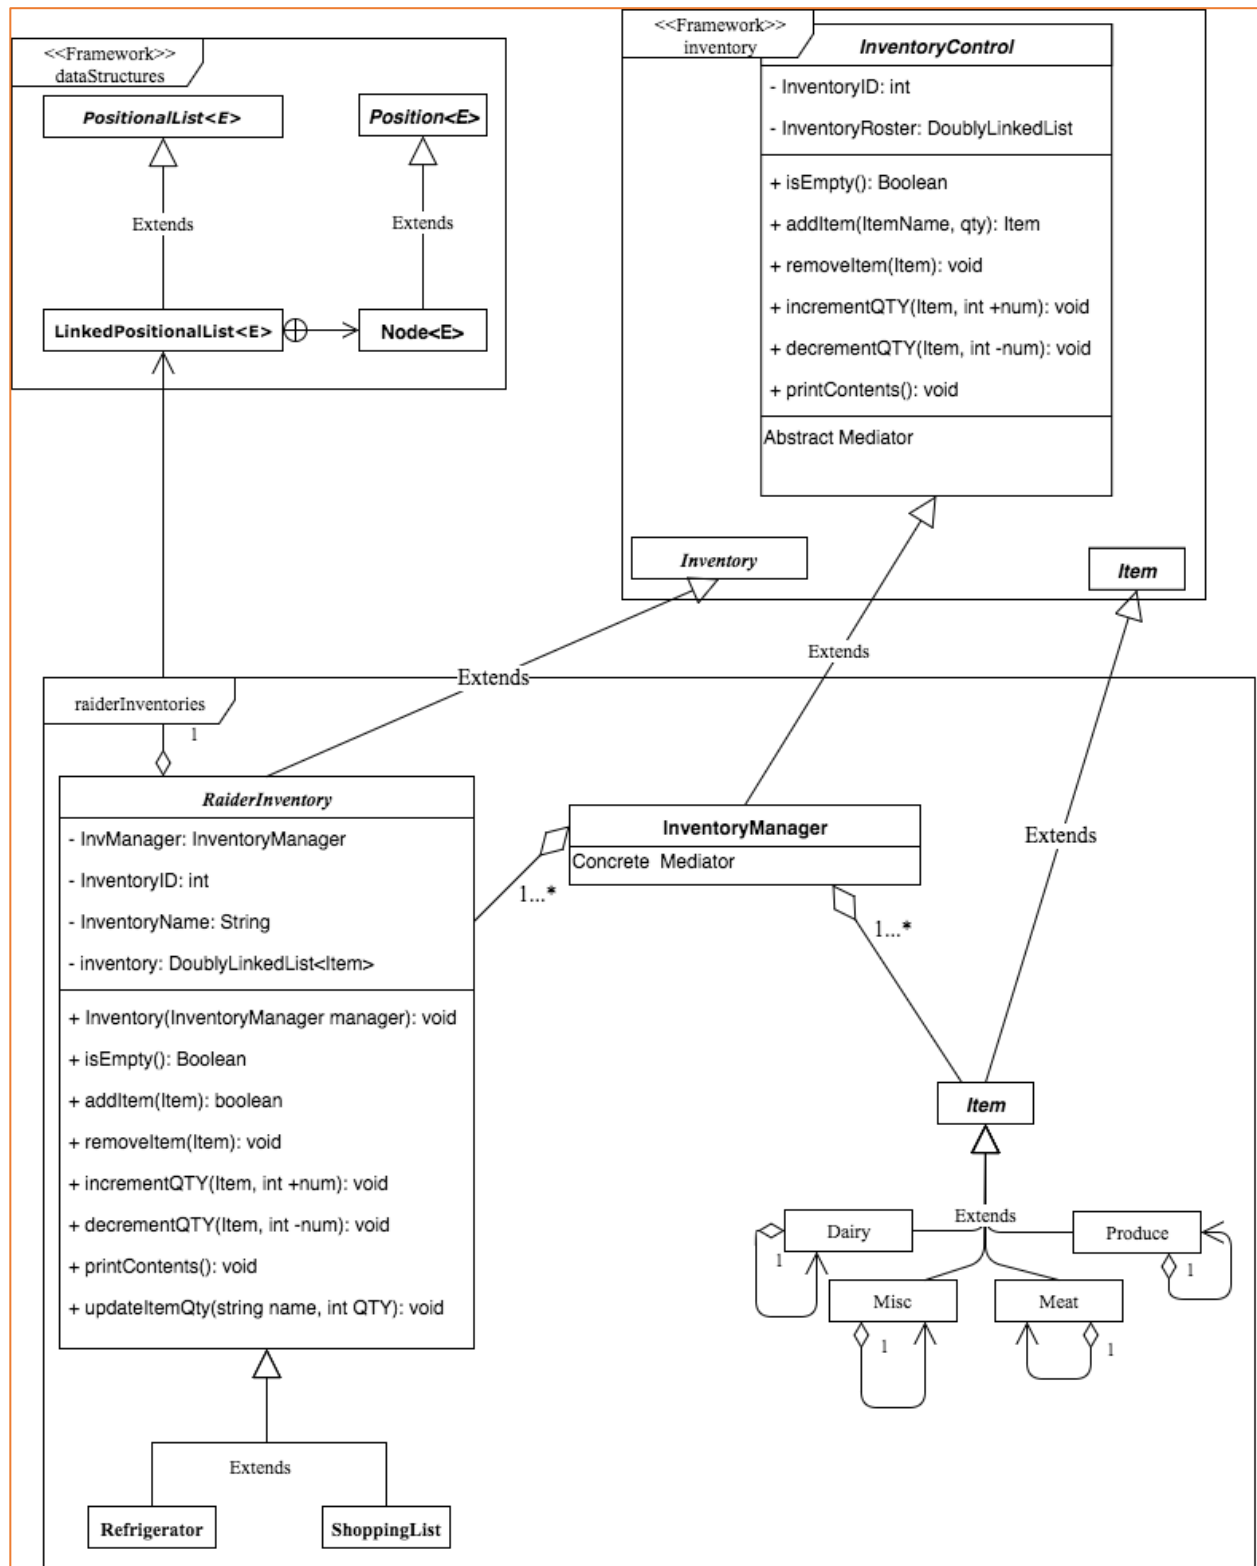 <<Framework>>
dataStructures
PositionalList<E>
Position<E>
Extends
Extends
LinkedPositionalList<E>
Node<E>
<<Framework>>
inventory
InventoryControl
- InventoryID: int
- InventoryRoster: DoublyLinkedList
+ isEmpty(): Boolean
+ addItem(ItemName, qty): Item
+ removeItem(Item): void
+ incrementQTY(Item, int +num): void
+ decrementQTY(Item, int -num): void
+ printContents(): void
Abstract Mediator
Inventory
Item
Extends
Extends
Extends
raiderInventories
1
RaiderInventory
- InvManager: InventoryManager
- InventoryID: int
- InventoryName: String
- inventory: DoublyLinkedList<Item>
+ Inventory(InventoryManager manager): void
+ isEmpty(): Boolean
+ addItem(Item): boolean
+ removeItem(Item): void
+ incrementQTY(Item, int +num): void
+ decrementQTY(Item, int -num): void
+ printContents(): void
+ updateItemQty(string name, int QTY): void
Extends
Refrigerator
ShoppingList
InventoryManager
Concrete Mediator
1...*
1...*
Item
Extends
Dairy
1
Produce
1
Misc
1
Meat
1